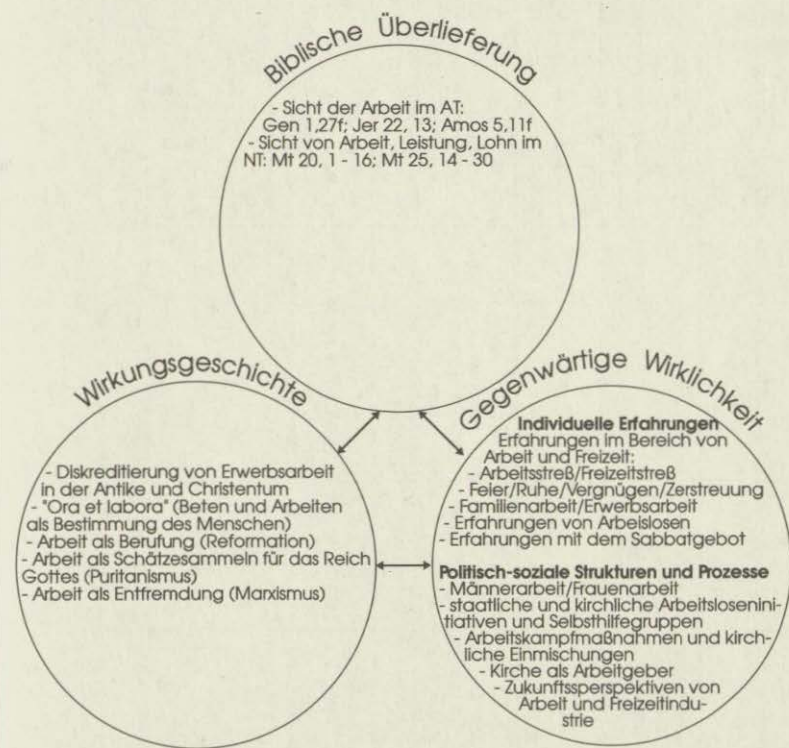 Biblische Überlieferung
- Sicht der Arbeit im AT:
Gen 1,27f; Jer 22, 13; Amos 5,11f
- Sicht von Arbeit, Leistung, Lohn im
NT: Mt 20, 1 - 16; Mt 25, 14 - 30
Wirkungsgeschichte
- Diskreditierung von Erwerbsarbeit
in der Antike und Christentum
- "Ora et labora" (Beten und Arbeiten
als Bestimmung des Menschen)
- Arbeit als Berufung (Reformation)
- Arbeit als Schätzesammeln für das Reich
Gottes (Puritanismus)
- Arbeit als Entfremdung (Marxismus)
Gegenwärtige Wirklichkeit
Individuelle Erfahrungen
Erfahrungen im Bereich von
Arbeit und Freizeit:
- Arbeitsstreß/Freizeitstreß
- Feier/Ruhe/Vergnügen/Zerstreuung
- Familienarbeit/Erwerbsarbeit
- Erfahrungen von Arbeislosen
- Erfahrungen mit dem Sabbatgebot
Politisch-soziale Strukturen und Prozesse
- Männerarbeit/Frauenarbeit
- staatliche und kirchliche Arbeitslosenini-
tiativen und Selbsthilfegruppen
- Arbeitskampfmaßnahmen und kirch-
liche Einmischungen
- Kirche als Arbeitgeber
- Zukunftssperspektiven von
Arbeit und Freizeitindu-
strie